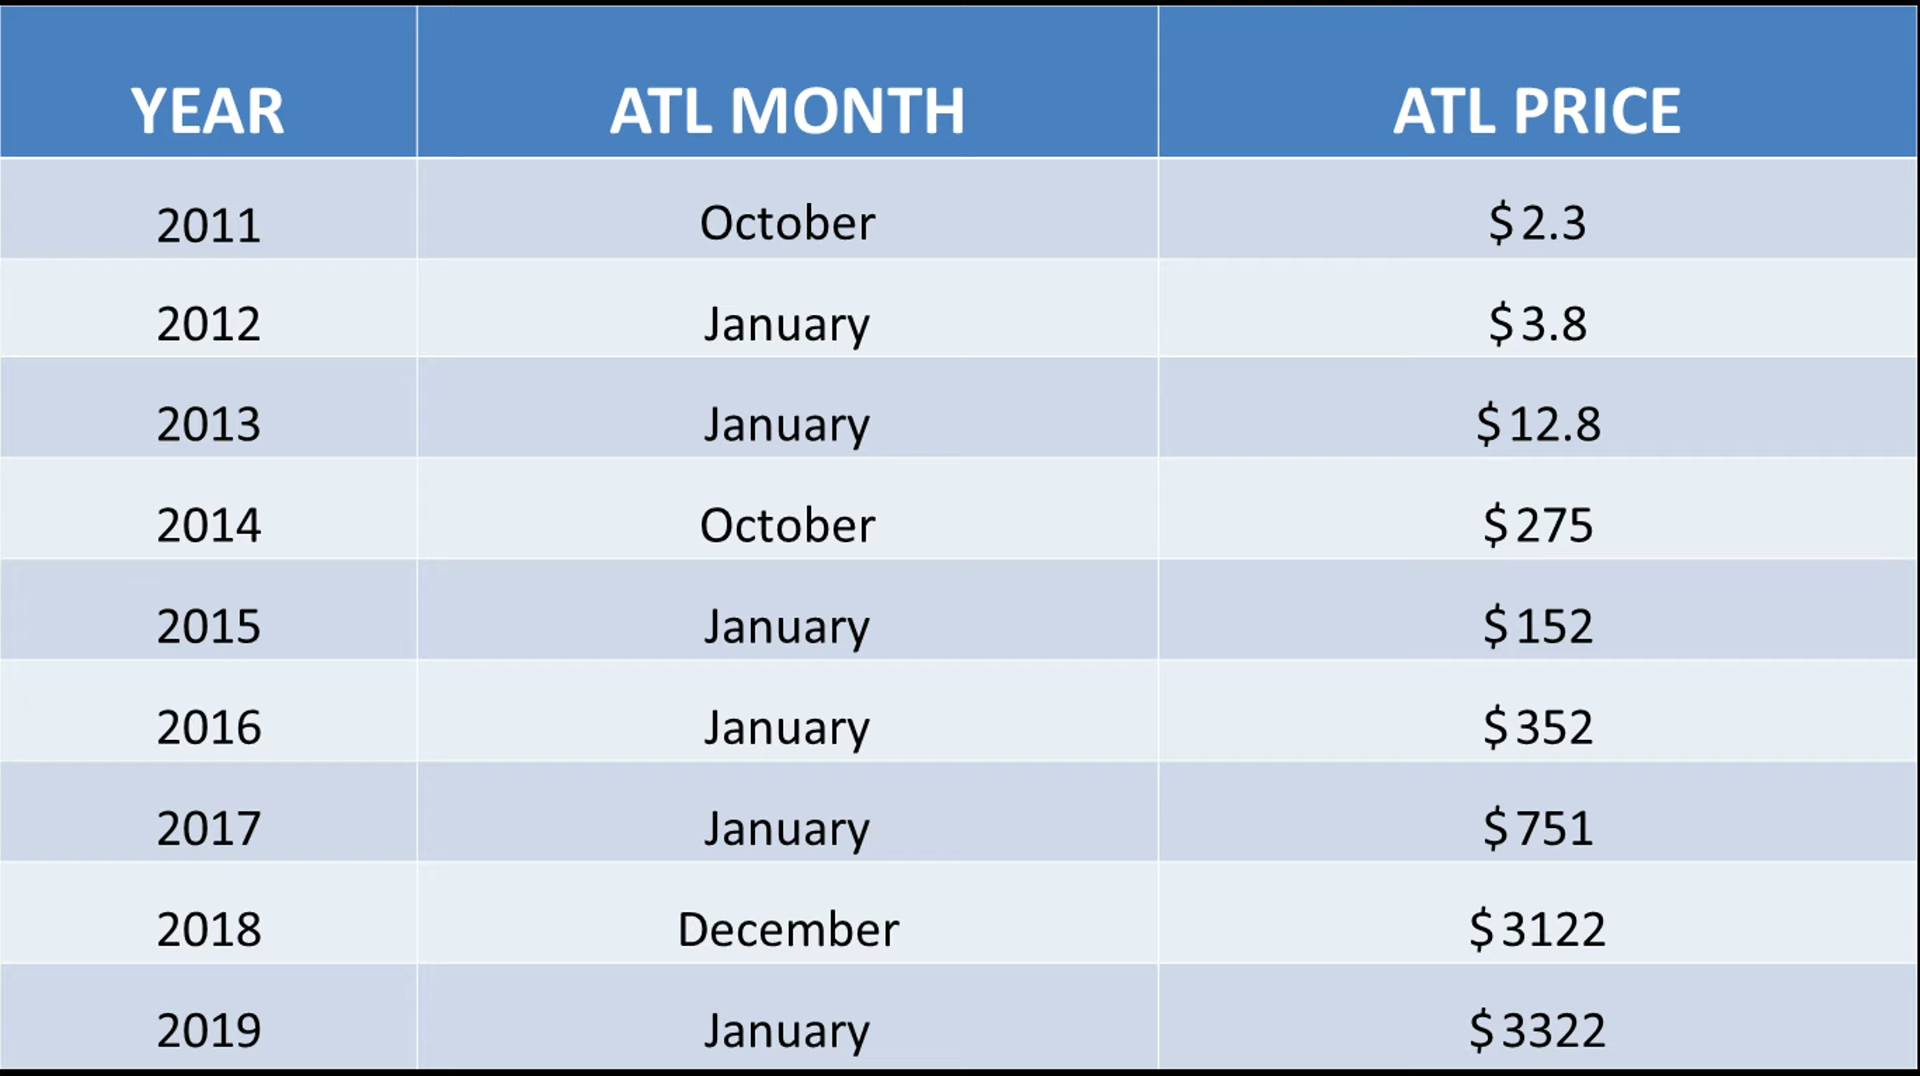 YEAR ATL MONTH ATL PRICE
2011 October $2.3
2012 January $3.8
2013 January $12.8
2014 October $275
2015 January $152
2016 January $352
2017 January $751
2018 December $3122
2019 January $3322